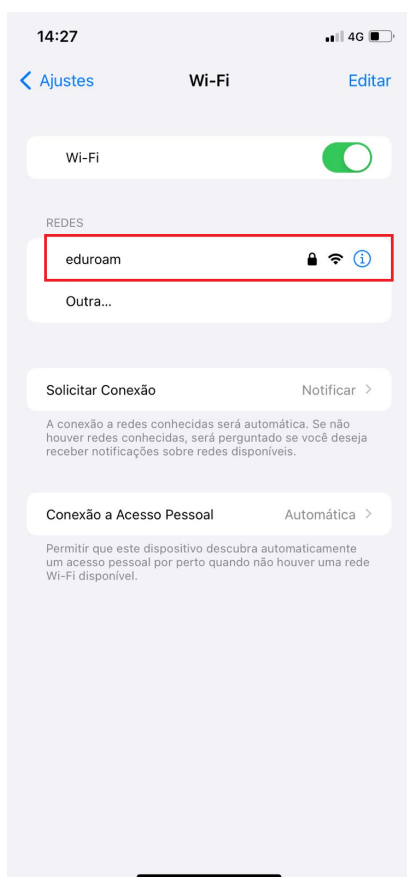 14:27 4G
Ajustes Wi-Fi Editar
Wi-Fi
REDES
eduroam
Outra...
Solicitar Conexão Notificar
A conexão a redes conhecidas será automática. Se não
houver redes conhecidas, será perguntado se você deseja
receber notificações sobre redes disponíveis.
Conexão a Acesso Pessoal Automática
Permitir que este dispositivo descubra automaticamente
um acesso pessoal por perto quando não houver uma rede
Wi-Fi disponível.